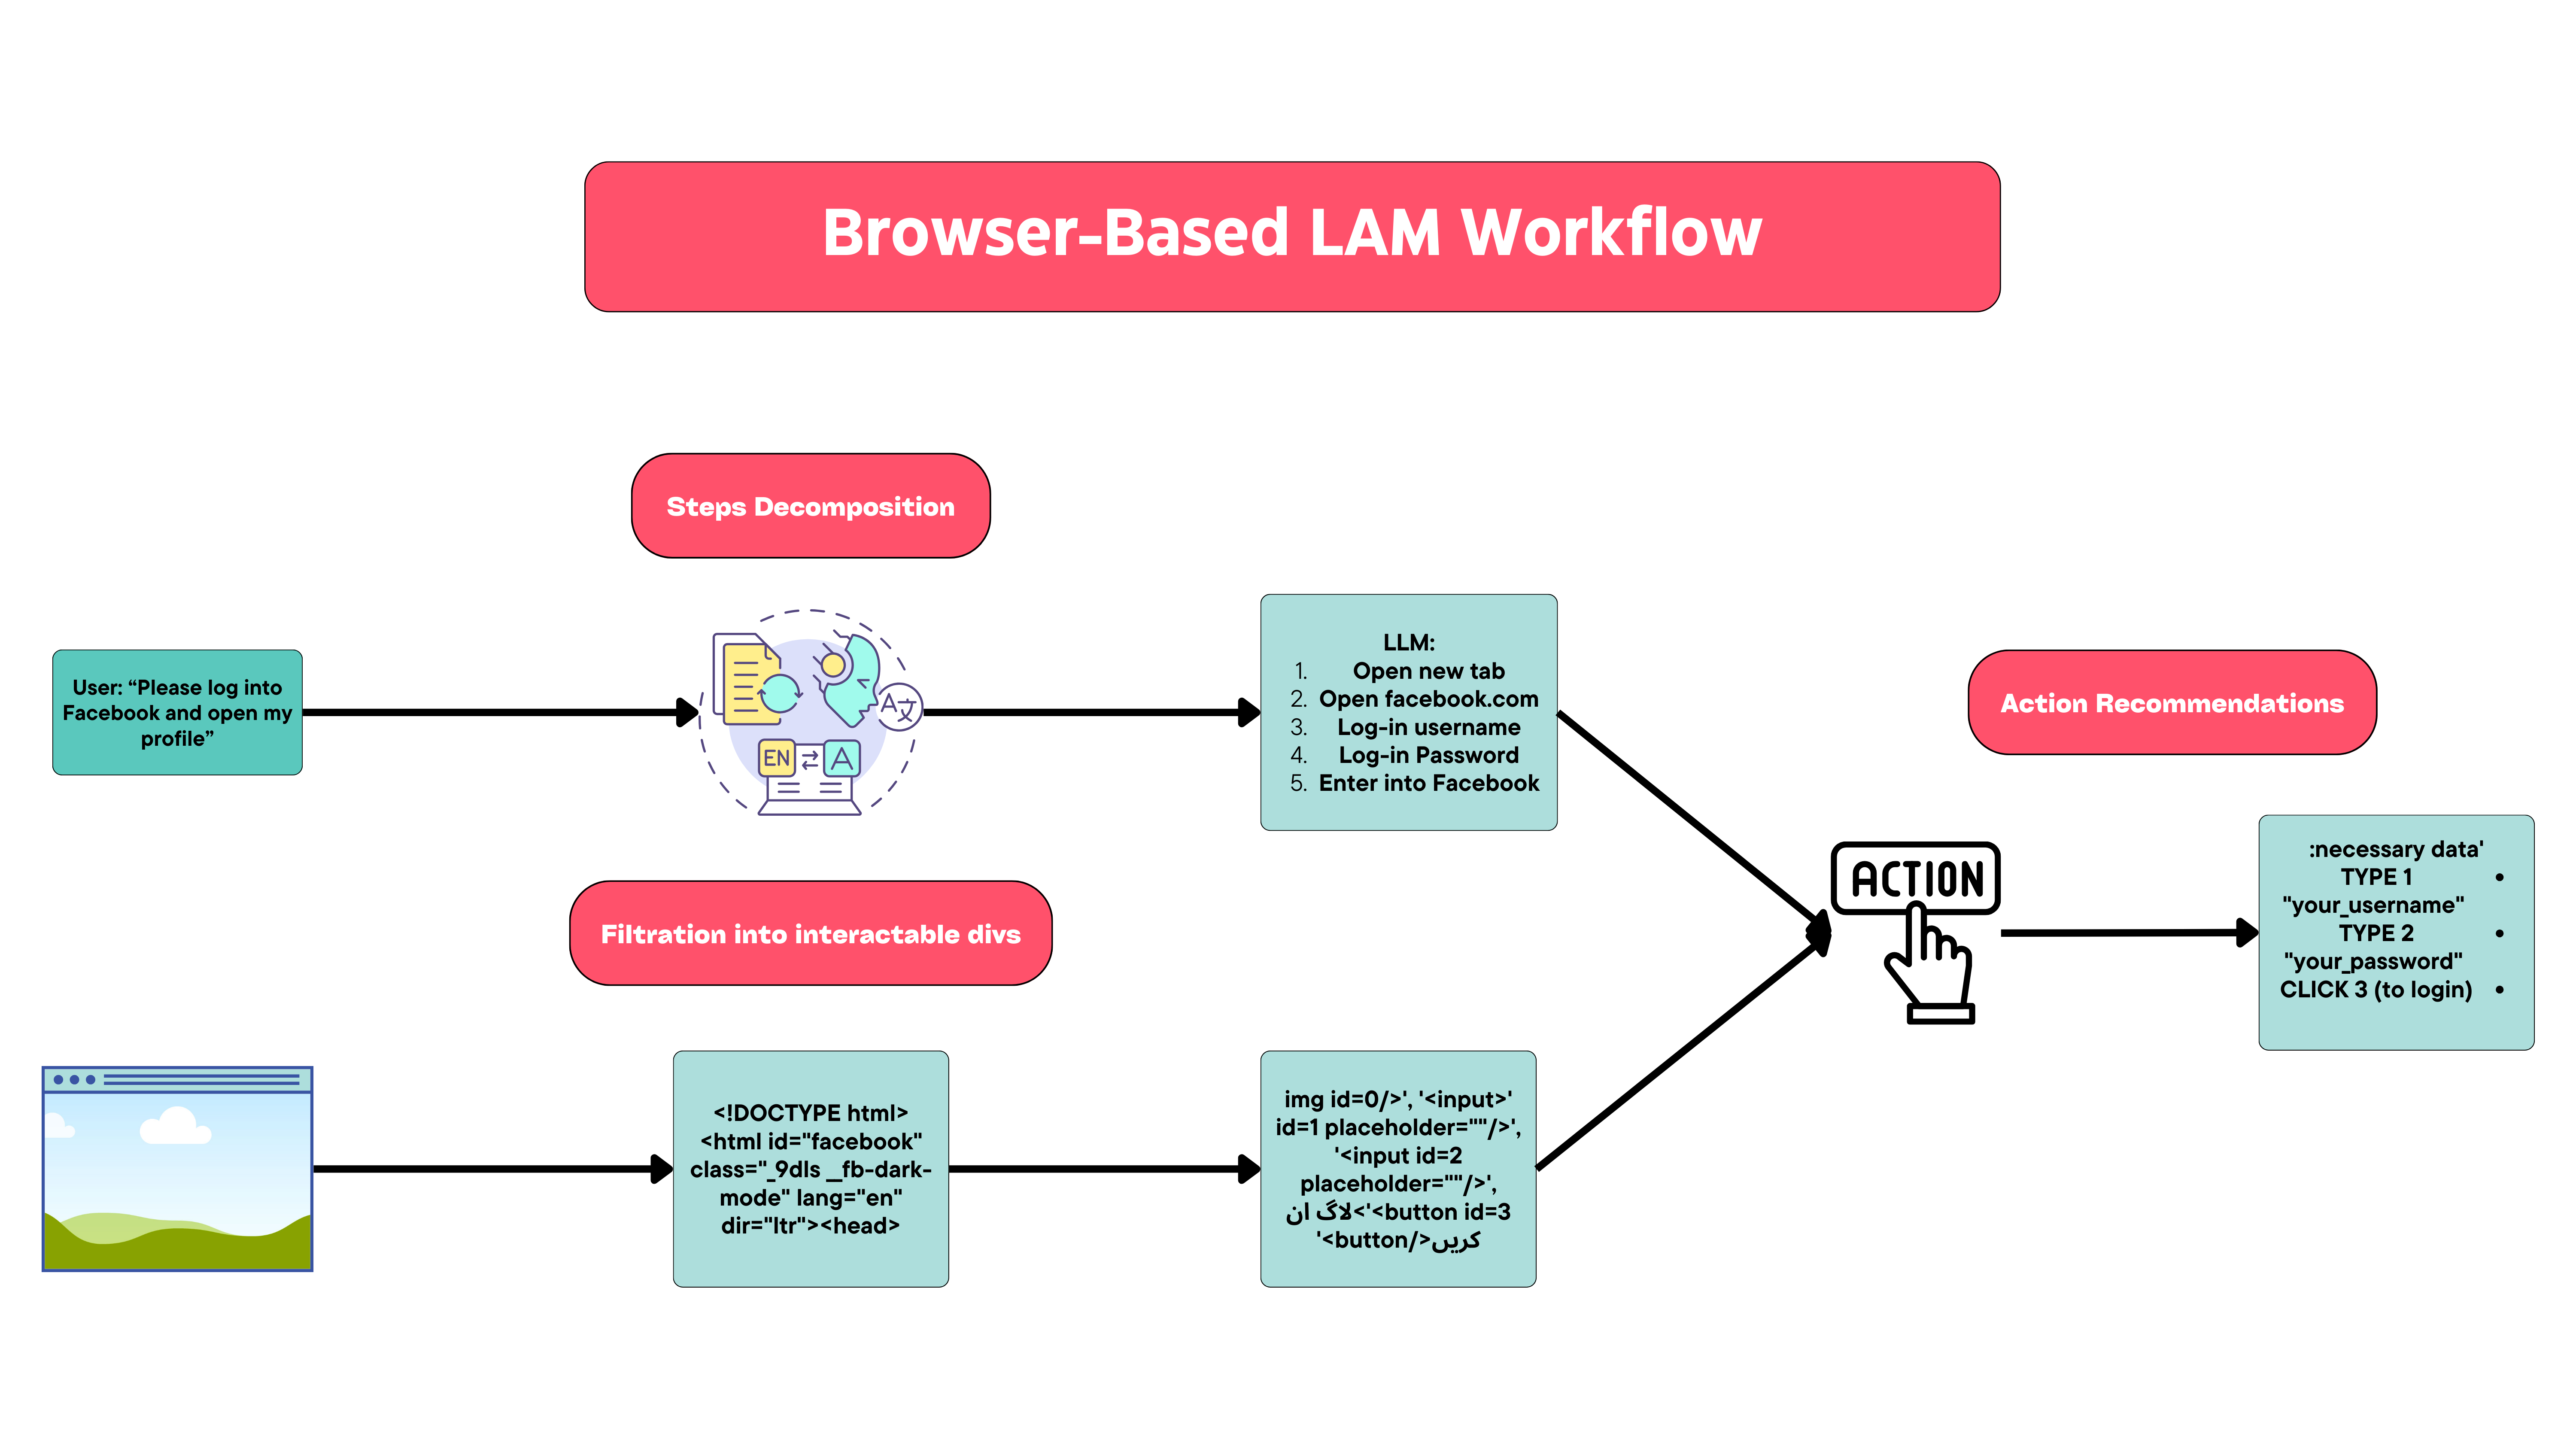 Browser-Based LAM Workflow
Steps Decomposition
User: “Please log into
Facebook and open my
profile”
EN
A
A文
LLM:
1. Open new tab
2. Open facebook.com
3. Log-in username
4. Log-in Password
5. Enter into Facebook
Action Recommendations
ACTION
:necessary data'
TYPE 1 •
"your_username"
TYPE 2 •
"your_password"
CLICK 3 (to login) •
Filtration into interactable divs
<!DOCTYPE html>
<html id="facebook"
class="_9dls __fb-dark-
mode" lang="en"
dir="ltr"><head>
img id=0/>', '<input>'
id=1 placeholder=""/>',
'<input id=2
placeholder=""/>',
لاگ ان<'<button id=3
'<button/>کریں